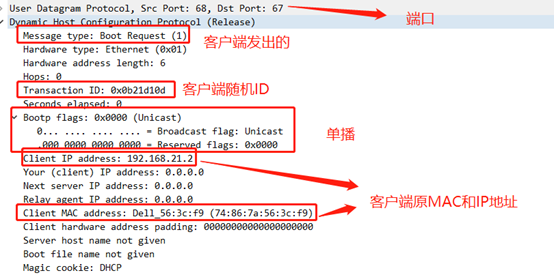 User Datagram Protocol, Src Port: 68, Dst Port: 67
端口
Dynamic Host Configuration Protocol (Release)
Message type: Boot Request (1)
客户端发出的
Hardware type: Ethernet (0x01)
Hardware address length: 6
Hops: 0
Transaction ID: 0x0b21d10d
客户端随机ID
Seconds elapsed: 0
Bootp flags: 0x0000 (Unicast)
0... .... .... .... = Broadcast flag: Unicast
单播
.000 0000 0000 0000 = Reserved flags: 0x0000
Client IP address: 192.168.21.2
Your (client) IP address: 0.0.0.0
Next server IP address: 0.0.0.0
Relay agent IP address: 0.0.0.0
客户端原MAC和IP地址
Client MAC address: Dell_56:3c:f9 (74:86:7a:56:3c:f9)
Client hardware address padding: 00000000000000000000
Server host name not given
Boot file name not given
Magic cookie: DHCP